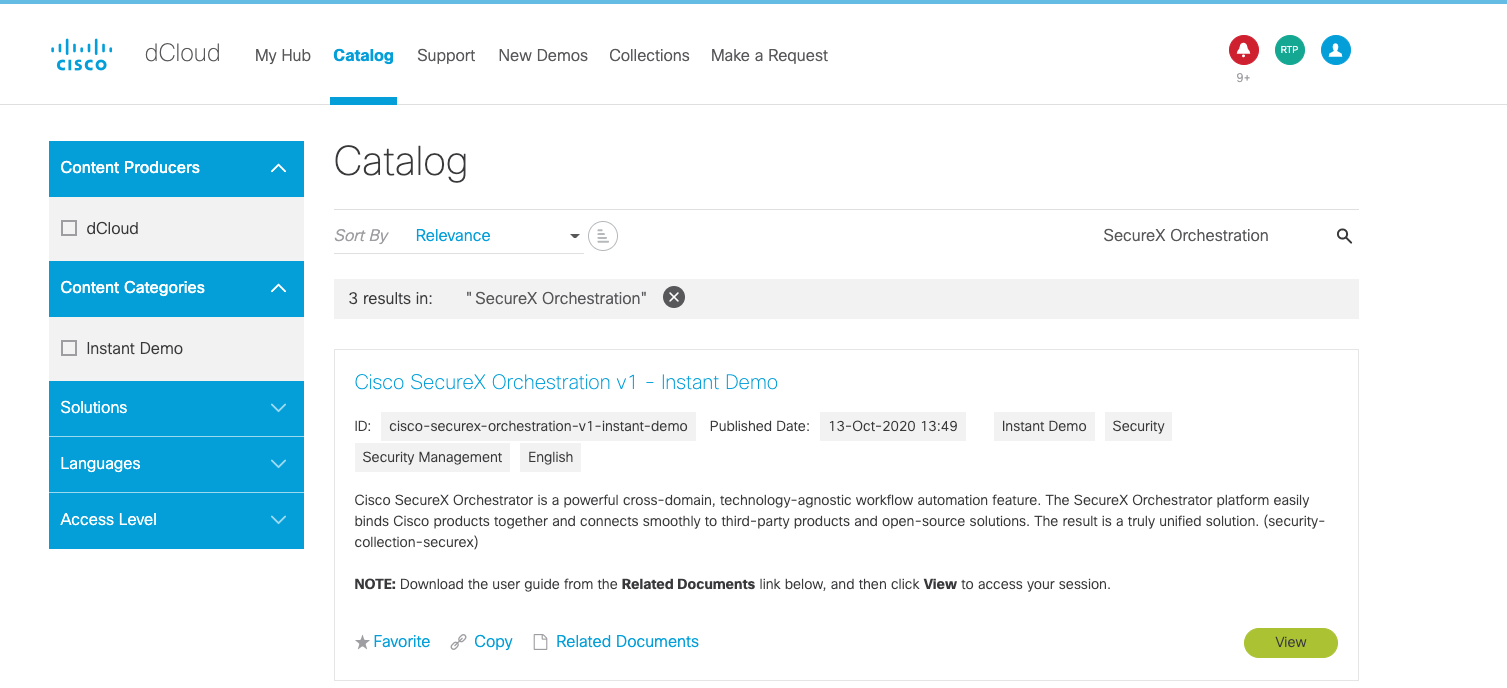 CISCO
dCloud
My Hub
Catalog
Support
New Demos
Collections
Make a Request
RTP
9+
Content Producers
dCloud
Content Categories
Instant Demo
Solutions
Languages
Access Level
Catalog
Sort By Relevance
SecureX Orchestration
3 results in: "SecureX Orchestration"
Cisco SecureX Orchestration v1 - Instant Demo
ID: cisco-securex-orchestration-v1-instant-demo Published Date: 13-Oct-2020 13:49 Instant Demo Security
Security Management English
Cisco SecureX Orchestrator is a powerful cross-domain, technology-agnostic workflow automation feature. The SecureX Orchestrator platform easily
binds Cisco products together and connects smoothly to third-party products and open-source solutions. The result is a truly unified solution. (security-
collection-securex)
NOTE: Download the user guide from the Related Documents link below, and then click View to access your session.
Favorite Copy Related Documents View